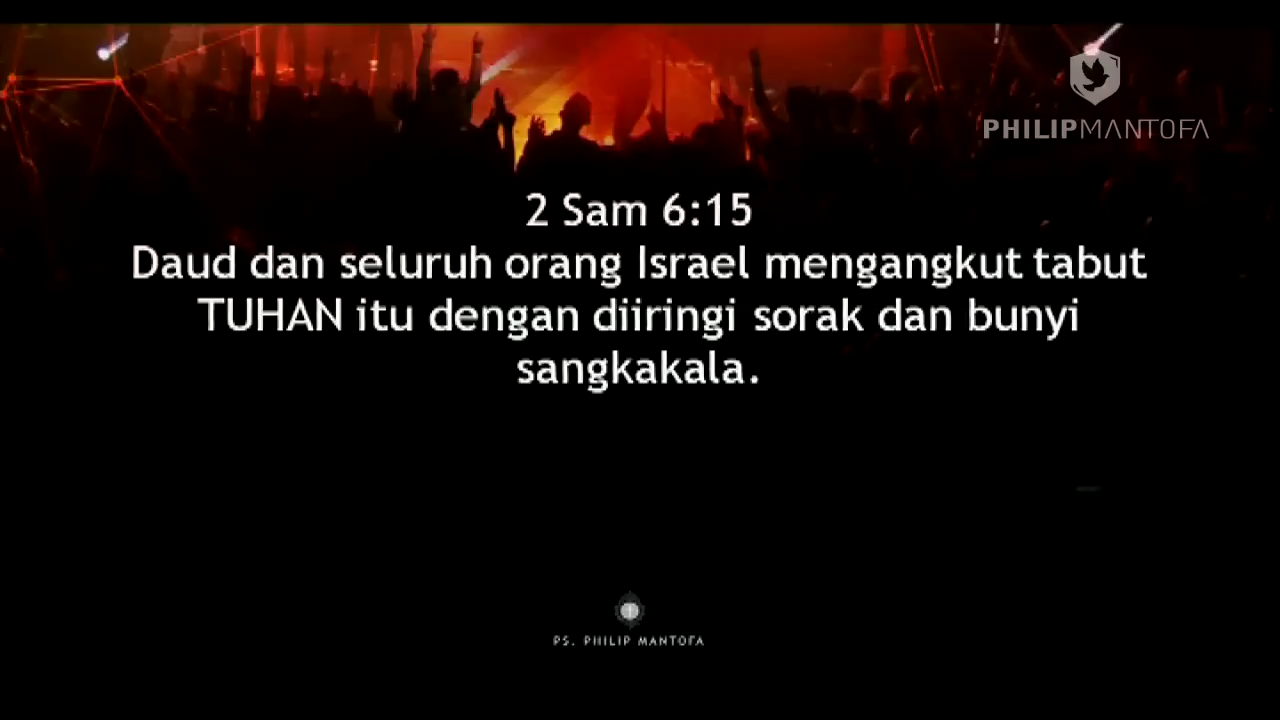 PHILIPMANTOFA
2 Sam 6:15
Daud dan seluruh orang Israel mengangkut tabut
TUHAN itu dengan diiringi sorak dan bunyi
sangkakala.
PS. PHILIP MANTOFA